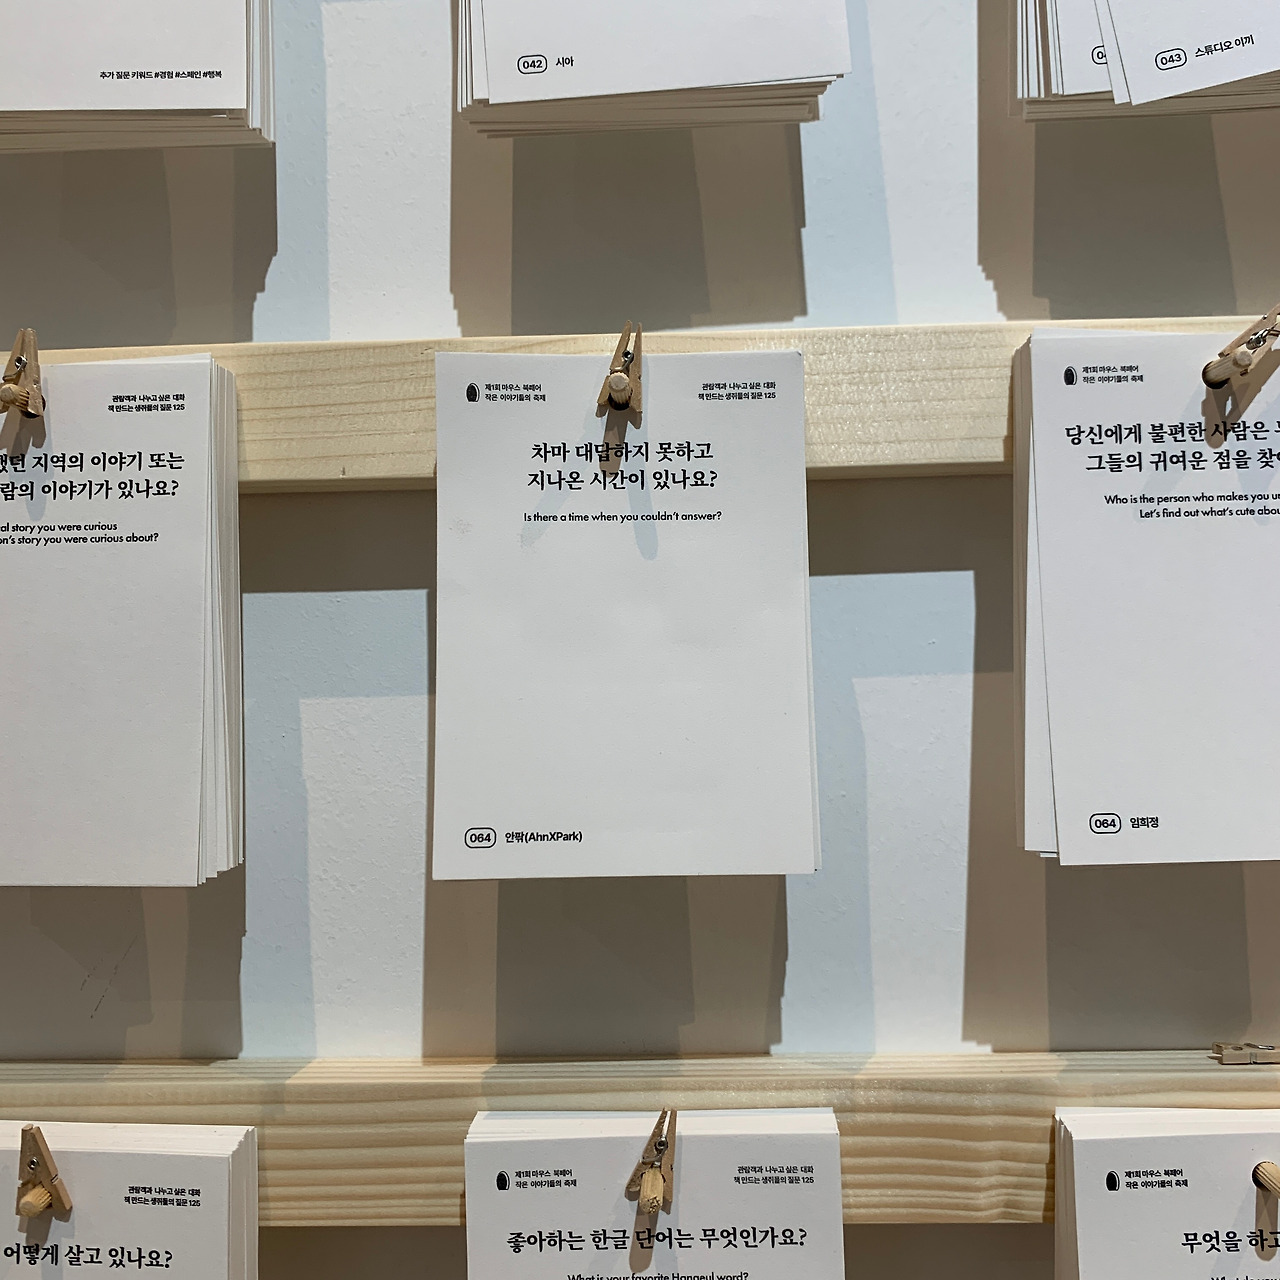 추가 질문 키워드 #경험 #스페인 #행복
042 시아
043 스튜디오 이끼
관람객과 나누고 싶은 대화
책 만드는 생쥐들의 질문 125
지역의 이야기 또는
람의 이야기가 있나요?
story you were curious
story you were curious about?
제1회 마우스 북페어
작은 이야기들의 축제
관람객과 나누고 싶은 대화
책 만드는 생쥐들의 질문 125
차마 대답하지 못하고
지나온 시간이 있나요?
Is there a time when you couldn't answer?
064 안팎(AhnXPark)
제1회 마우스 북페어
작은 이야기들의 축제
당신에게 불편한 사람은
그들의 귀여운 점을
Who is the person who makes you
Let's find out what's cute
064 임희정
관람객과 나누고 싶은 대화
책 만드는 생쥐들의 질문 125
어떻게 살고 있나요?
제1회 마우스 북페어
작은 이야기들의 축제
관람객과 나누고 싶은 대화
책 만드는 생쥐들의 질문 125
좋아하는 한글 단어는 무엇인가요?
What is your favorite Hangeul word?
제1회 마우스 북페어
작은 이야기들의 축제
무엇을